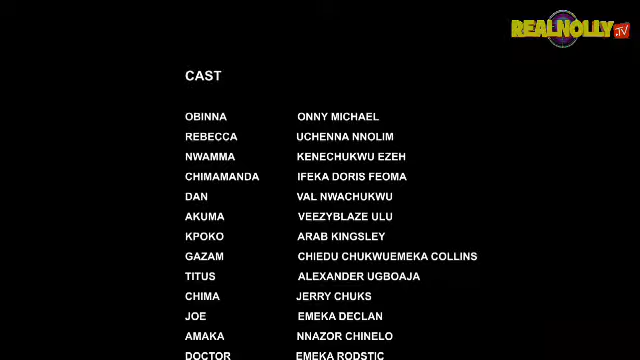 REALNOLLY.TV
CAST
OBINNA ONNY MICHAEL
REBECCA UCHENNA NNOLIM
NWAMMA KENECHUKWU EZEH
CHIMAMANDA IFEKA DORIS FEOMA
DAN VAL NWACHUKWU
AKUMA VEEZYBLAZE ULU
KPOKO ARAB KINGSLEY
GAZAM CHIEDU CHUKWUEMEKA COLLINS
TITUS ALEXANDER UGBOAJA
CHIMA JERRY CHUKS
JOE EMEKA DECLAN
AMAKA NNAZOR CHINELO
DOCTOR EMEKA RODSTIC